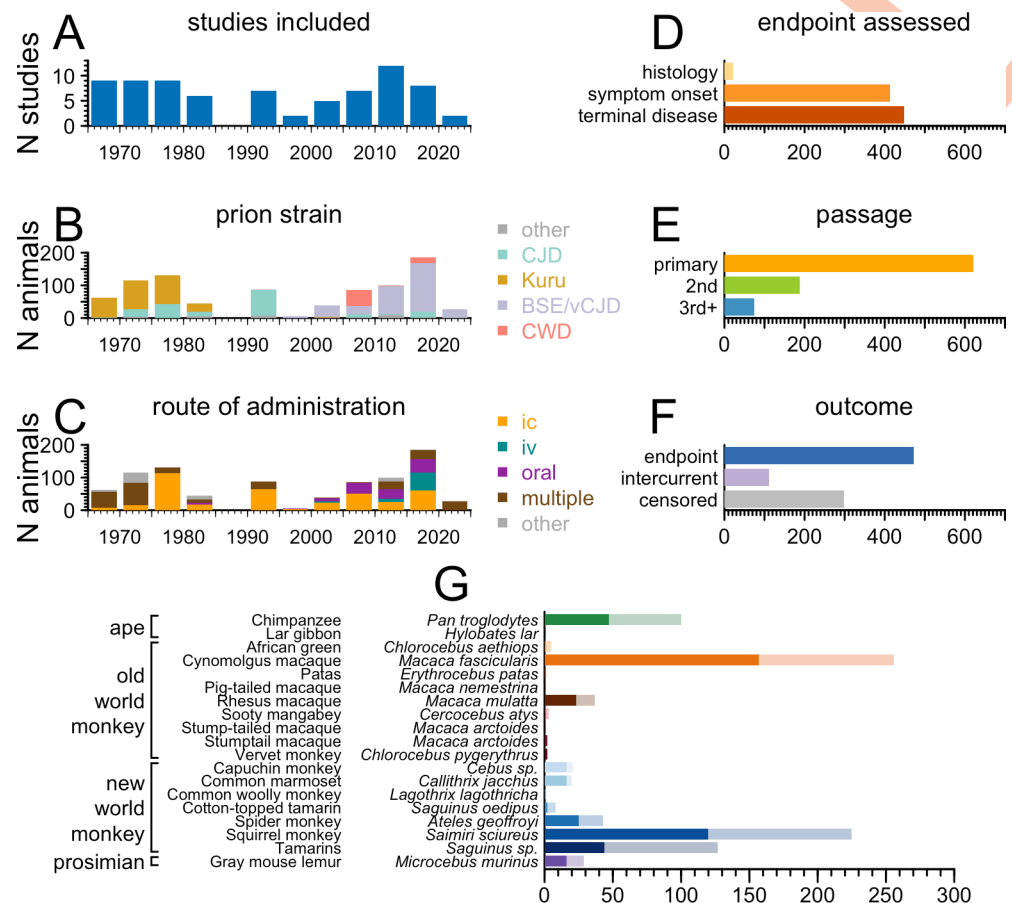 A studies included
N studies
10
5
0
1970 1980 1990 2000 2010 2020
B prion strain
N animals
200
100
0
1970 1980 1990 2000 2010 2020
other
CJD
Kuru
BSE/vCJD
CWD
C route of administration
N animals
200
100
0
1970 1980 1990 2000 2010 2020
ic
iv
oral
multiple
other
D endpoint assessed
histology
symptom onset
terminal disease
0 200 400 600
E passage
primary
2nd
3rd+
0 200 400 600
F outcome
endpoint
intercurrent
censored
0 200 400 600
G
ape
old
world
monkey
new
world
monkey
prosimian
Chimpanzee Pan troglodytes
Lar gibbon Hylobates lar
African green Chlorocebus aethiops
Cynomolgus macaque Macaca fascicularis
Patas Erythrocebus patas
Pig-tailed macaque Macaca nemestrina
Rhesus macaque Macaca mulatta
Sooty mangabey Cercocebus atys
Stump-tailed macaque Macaca arctoides
Stumptail macaque Macaca arctoides
Vervet monkey Chlorocebus pygerythrus
Capuchin monkey Cebus sp.
Common marmoset Callithrix jacchus
Common woolly monkey Lagothrix lagothricha
Cotton-topped tamarin Saguinus oedipus
Spider monkey Ateles geoffroyi
Squirrel monkey Saimiri sciureus
Tamarins Saguinus sp.
Gray mouse lemur Microcebus murinus
0 50 100 150 200 250 300